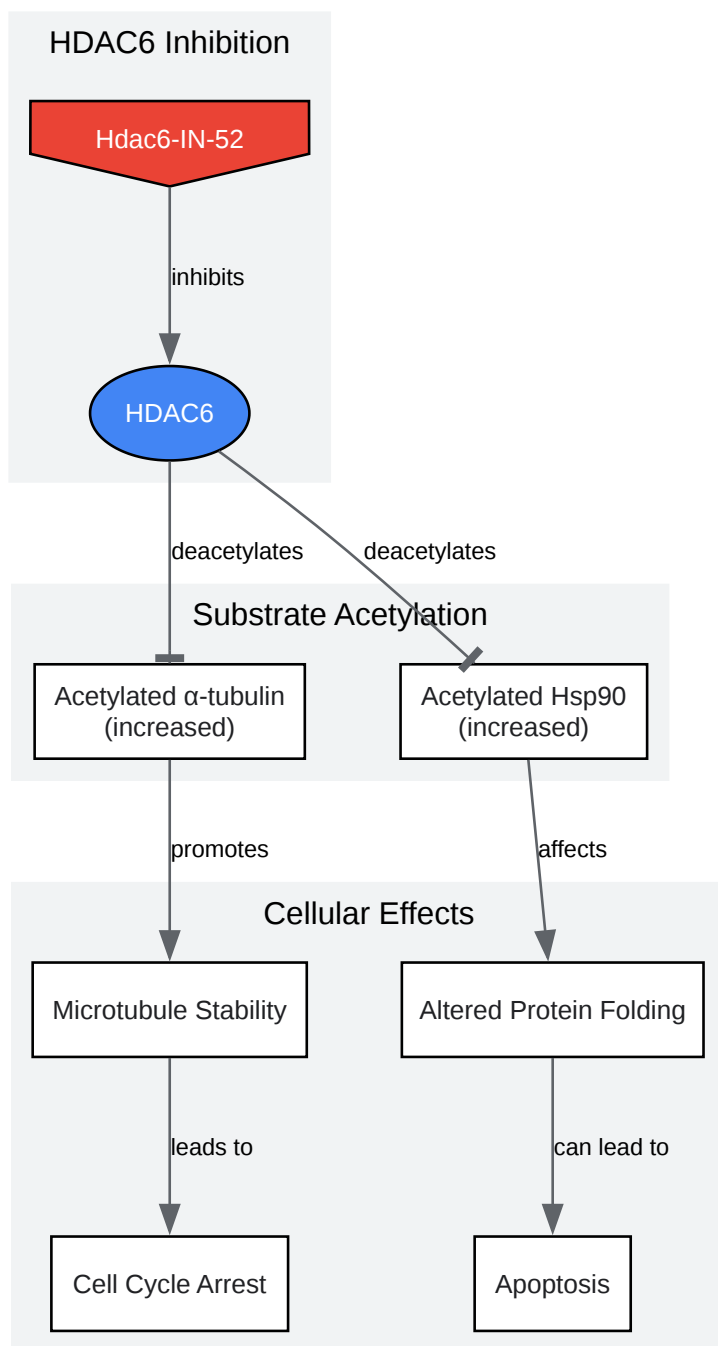 HDAC6 Inhibition
Hdac6-IN-52
inhibits
HDAC6
deacetylates
deacetylates
Substrate Acetylation
Acetylated α-tubulin
(increased)
Acetylated Hsp90
(increased)
promotes
affects
Cellular Effects
Microtubule Stability
Altered Protein Folding
leads to
can lead to
Cell Cycle Arrest
Apoptosis